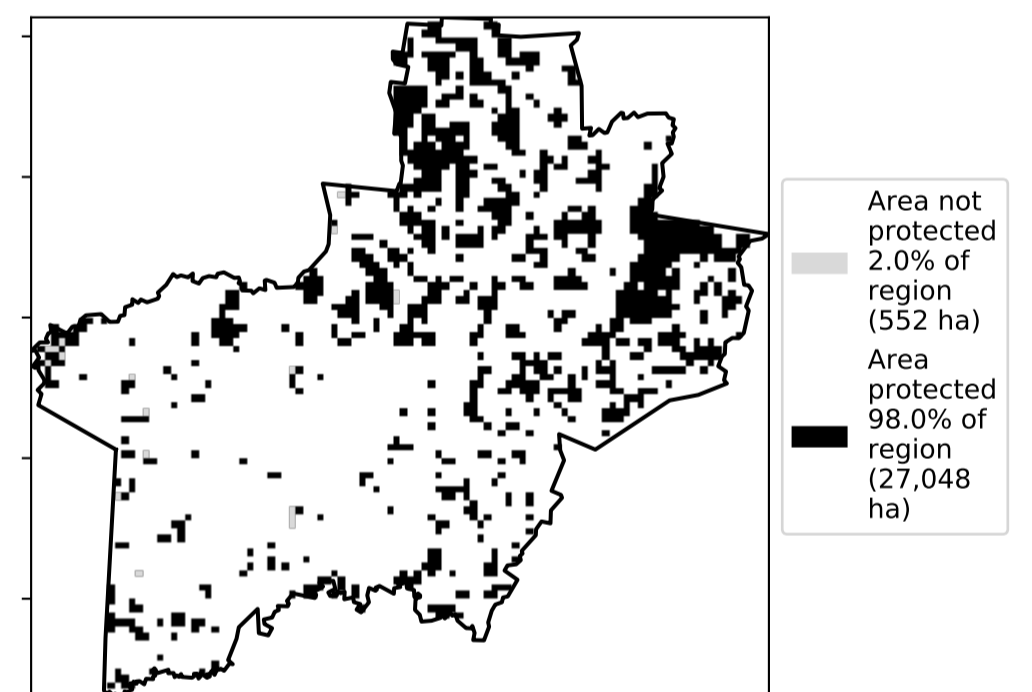 Area not
protected
2.0% of
region
(552 ha)
Area
protected
98.0% of
region
(27,048
ha)